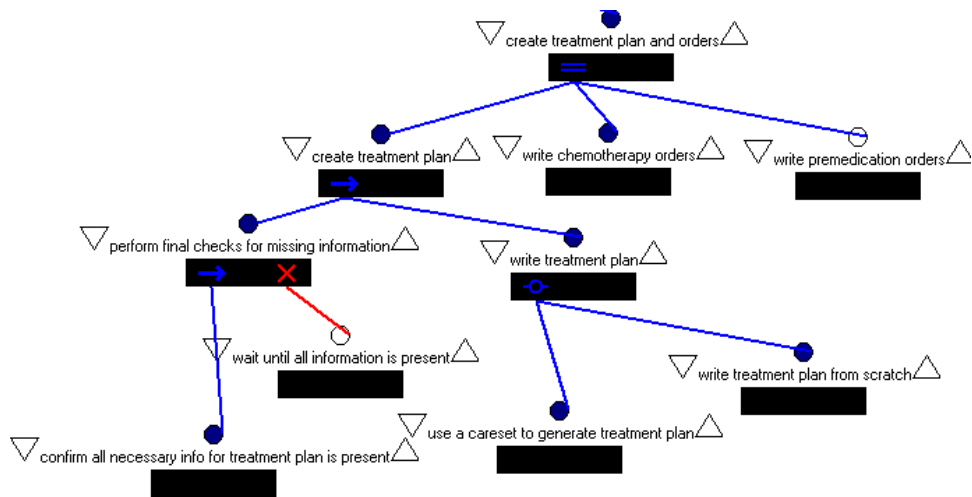 create treatment plan and orders
create treatment plan
write chemotherapy orders
write premedication orders
perform final checks for missing information
write treatment plan
wait until all information is present
write treatment plan from scratch
use a careset to generate treatment plan
confirm all necessary info for treatment plan is present